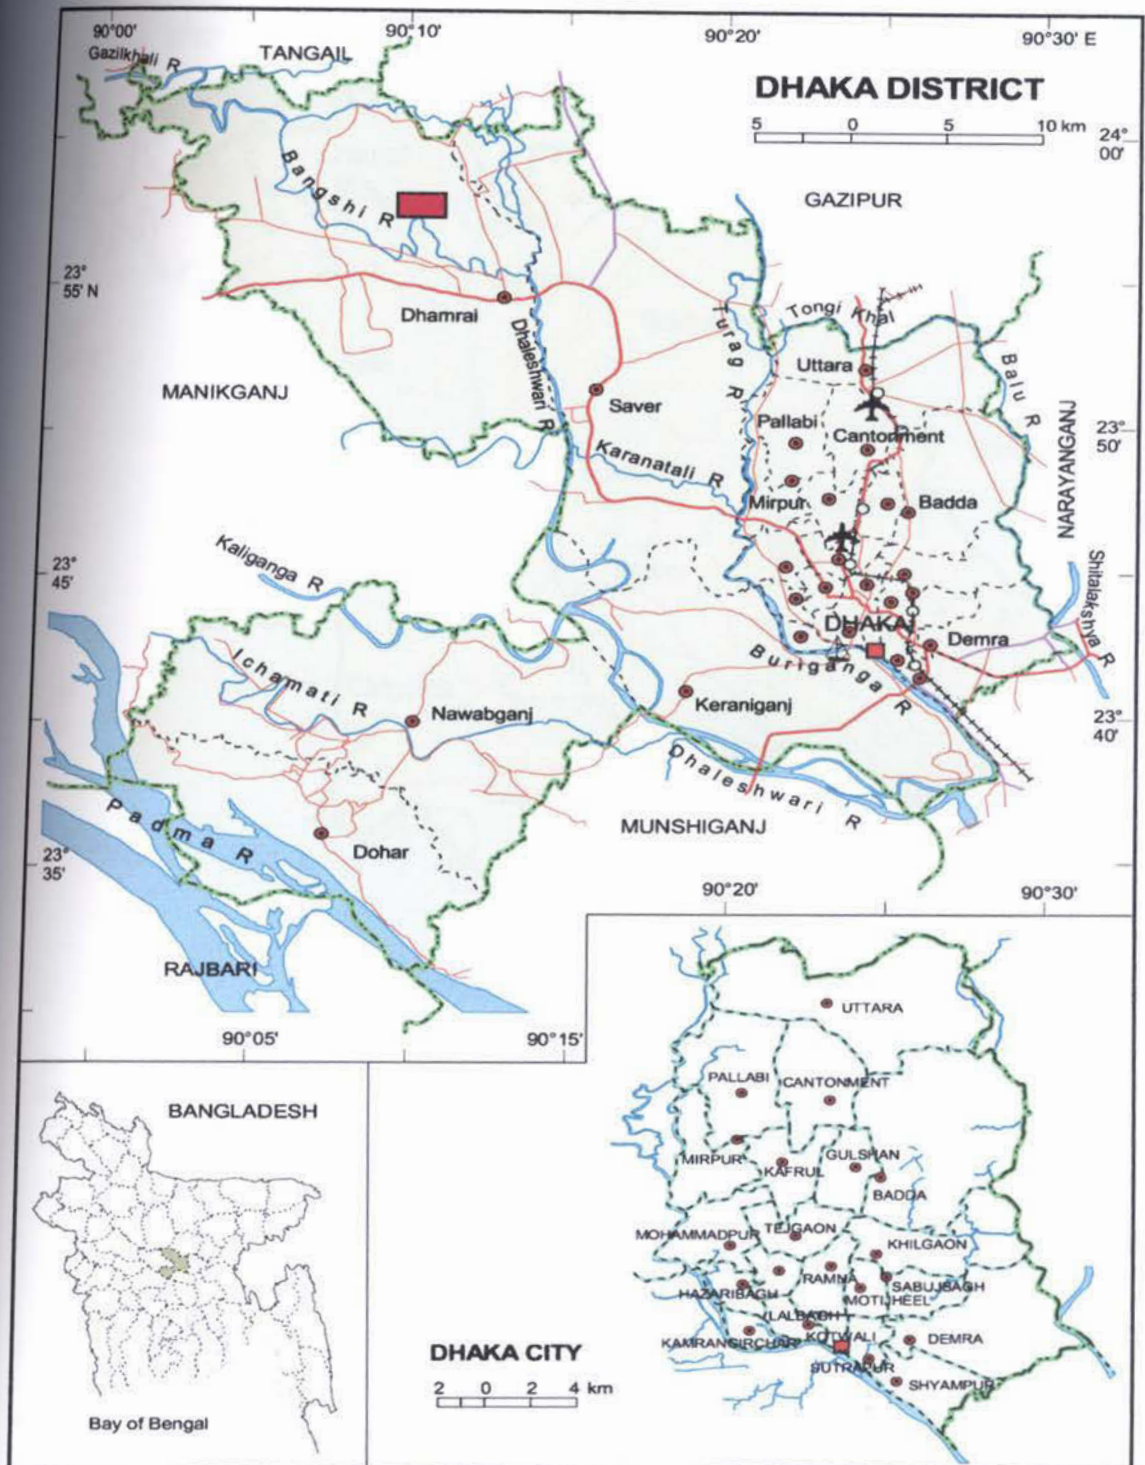 90°00'
90°10'
90°20'
90°30' E
Gazilkhali R
TANGAIL
DHAKA DISTRICT
5 0 5 10 km
24°
00'
GAZIPUR
Bangshi R
23°
55' N
Dhamrai
Dhaleshwari R
Turag R
Tongi Khal
Uttara
Balu R
MANIKGANJ
Saver
Pallabi
Cantonment
23°
50'
NARAYANGANJ
Karanatali R
Mirpur
Badda
Kaliganga R
23°
45'
Shitalakshya R
DHAKA
Demra
Buriganga R
Ichamati R
Nawabganj
Keraniganj
23°
40'
Dhaleshwari R
Padma R
MUNSHIGANJ
Dohar
23°
35'
90°20'
90°30'
RAJBARI
90°05'
90°15'
UTTARA
PALLABI
CANTONMENT
BANGLADESH
MIRPUR
KAFRUL
GULSHAN
BADDA
MOHAMMADPUR
TEJGAON
KHILGAON
HAZARIBAGH
RAMNA
SABUJBAGH
MOTIJHEEL
LALBAGH
KAMRANGIRCHAR
KOTWALI
DEMRA
SUTRAPUR
SHYAMPUR
DHAKA CITY
2 0 2 4 km
Bay of Bengal